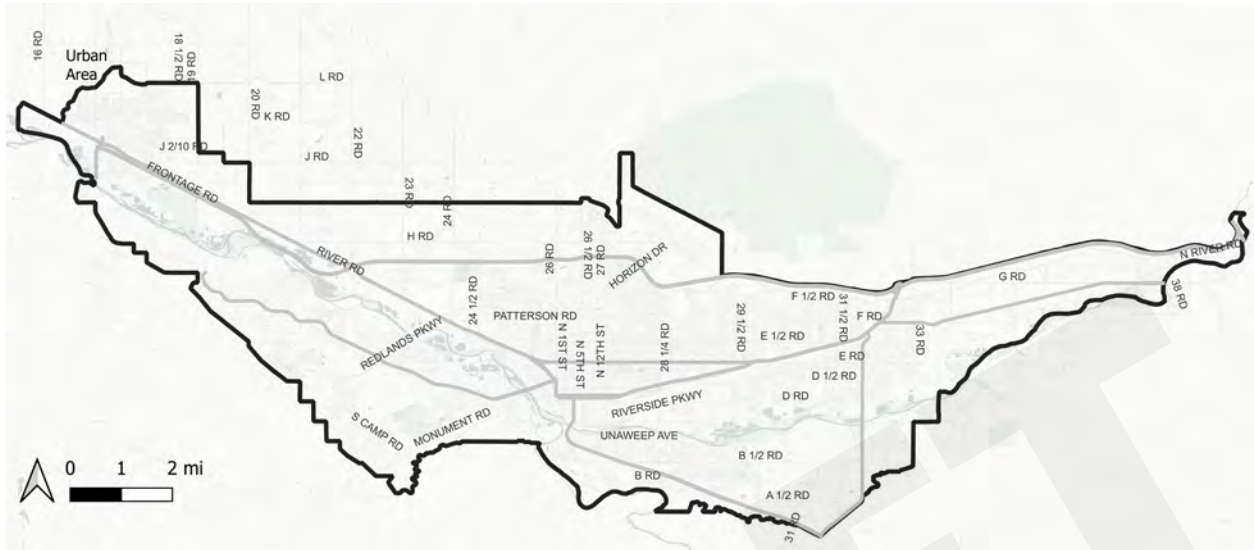 16 RD
18 1/2 RD
19 RD
Urban
Area
L RD
20 RD
K RD
22 RD
J 2/10 RD
J RD
FRONTAGE RD
23 RD
24 RD
H RD
RIVER RD
26 RD
26 1/2 RD
27 RD
HORIZON DR
N RIVER RD
G RD
38 RD
24 1/2 RD
F 1/2 RD
31 1/2 RD
PATTERSON RD
29 1/2 RD
F RD
33 RD
REDLANDS PKWY
N 1ST ST
N 5TH ST
N 12TH ST
28 1/4 RD
E 1/2 RD
E RD
D 1/2 RD
D RD
RIVERSIDE PKWY
S CAMP RD
MONUMENT RD
UNAWEEP AVE
B 1/2 RD
B RD
A 1/2 RD
31 RD
0 1 2 mi